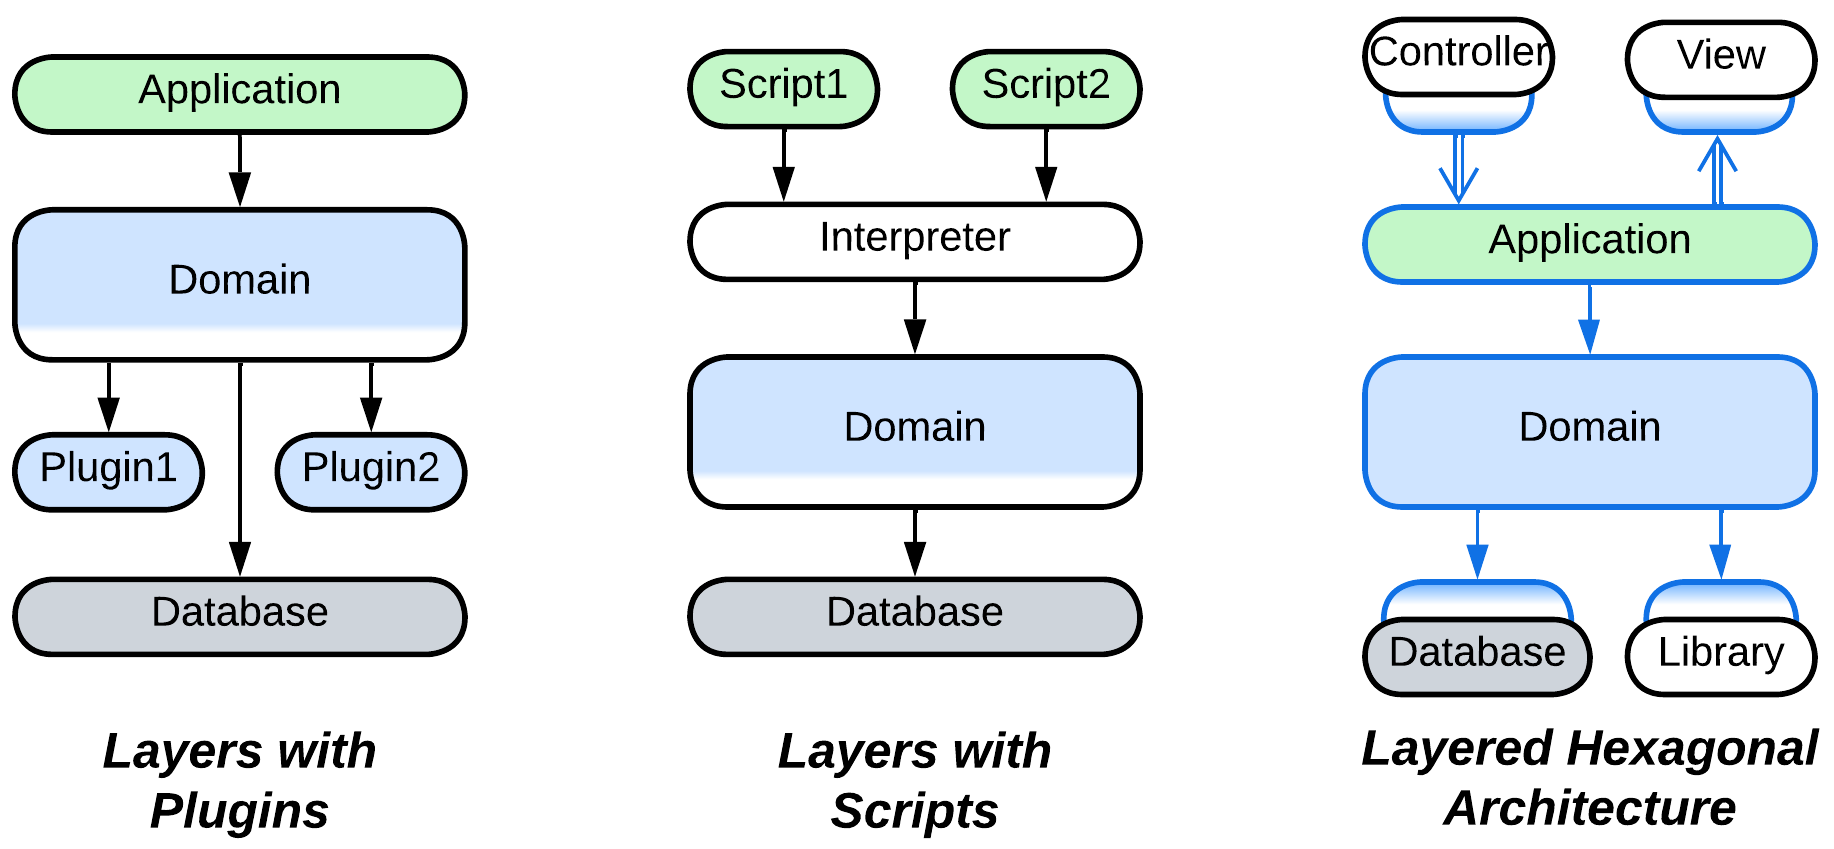 Application
Domain
Plugin1
Plugin2
Database
Layers with
Plugins
Script1
Script2
Interpreter
Domain
Database
Layers with
Scripts
Controller
View
Application
Domain
Database
Library
Layered Hexagonal
Architecture